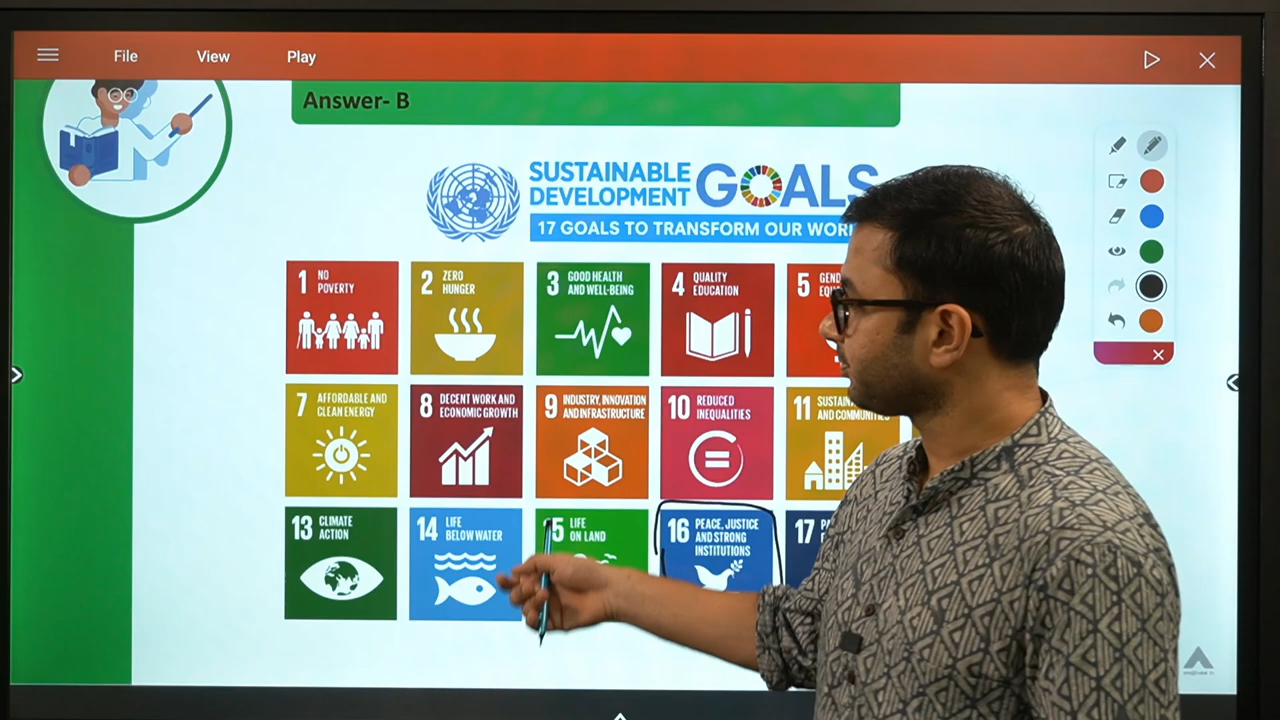 File View Play
Answer- B
SUSTAINABLE
DEVELOPMENT
GOALS
17 GOALS TO TRANSFORM OUR
1 NO
POVERTY
2 ZERO
HUNGER
3 GOOD HEALTH
AND WELL-BEING
4 QUALITY
EDUCATION
5
7 AFFORDABLE AND
CLEAN ENERGY
8 DECENT WORK AND
ECONOMIC GROWTH
9 INDUSTRY, INNOVATION
AND INFRASTRUCTURE
10 REDUCED
INEQUALITIES
11
AND
13 CLIMATE
ACTION
14 LIFE
BELOW WATER
LIFE
ON LAND
16 PEACE, JUSTICE
AND STRONG
INSTITUTIONS
17